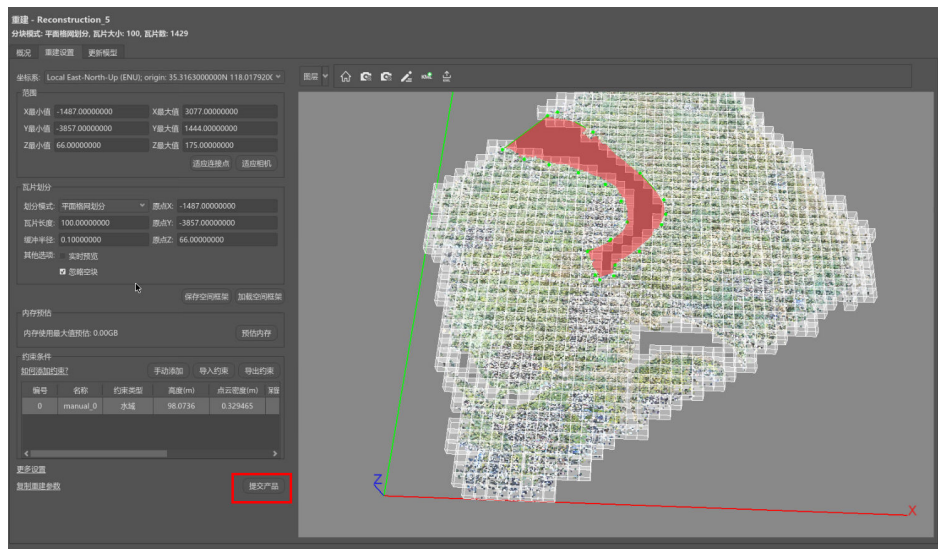 重建 - Reconstruction_5
分块模式: 平面格网划分, 瓦片大小: 100, 瓦片数: 1429
概况 重建设置 更新模型
坐标系: Local East-North-Up (ENU); origin: 35.3163000000N 118.0179200(
图层
范围
X最小值 -1487.00000000 X最大值 3077.00000000
Y最小值 -3857.00000000 Y最大值 1444.00000000
Z最小值 66.00000000 Z最大值 175.00000000
适应连接点 适应相机
瓦片划分
划分模式: 平面格网划分 原点X: -1487.00000000
瓦片长度: 100.00000000 原点Y: -3857.00000000
缓冲半径: 0.10000000 原点Z: 66.00000000
其他选项: 实时预览
忽略空块
保存空间框架 加载空间框架
内存预估
内存使用最大值预估: 0.00GB 预估内存
约束条件
如何添加约束? 手动添加 导入约束 导出约束
编号 名称 约束类型 高度(m) 点云密度(m)
0 manual_0 水域 98.0736 0.329465
更多设置
复制重建参数 提交产品
Z
X